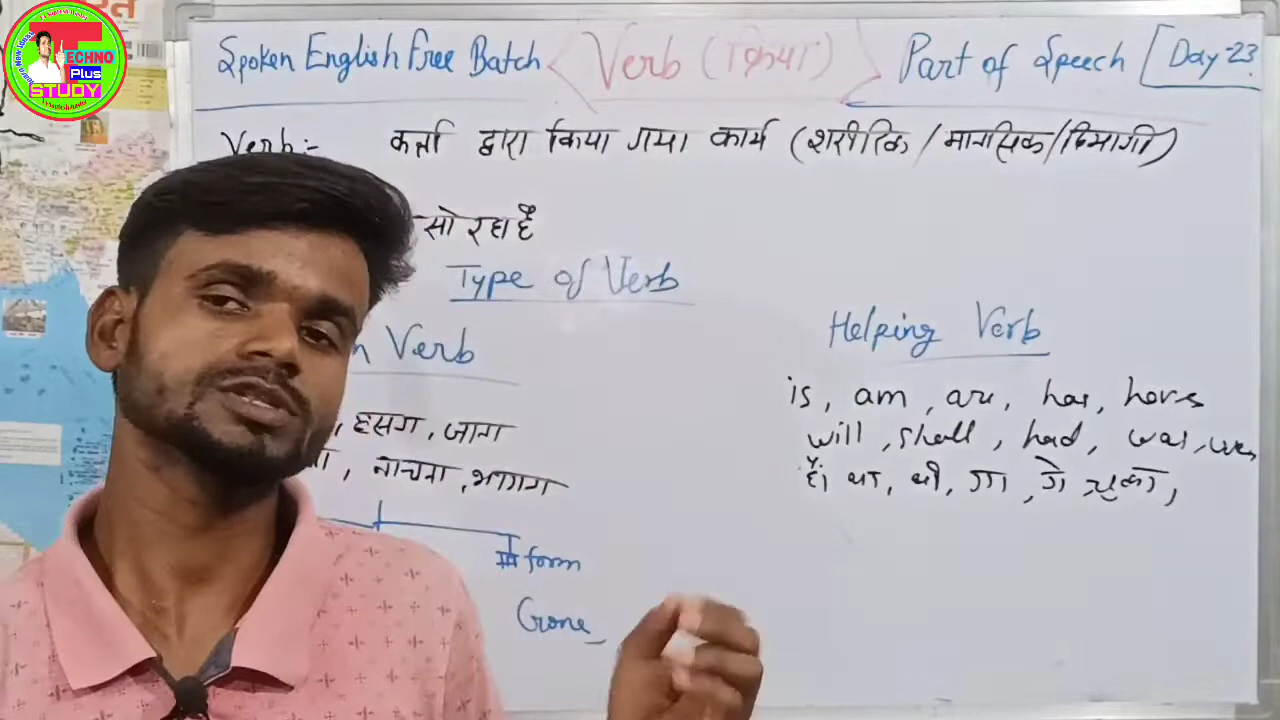 TECHNO
Plus
STUDY
Spoken English Free Batch
Verb (क्रिया)
Part of Speech
Day-23
Verb:- कर्त्ता द्वारा किया गया कार्य (शारीरिक / मानसिक / दिमागी)
सो रहा है
Type of Verb
Verb
Helping Verb
is, am, are, has, have
will, shall, had, was, were,
है। था, थी, गा, गे चुका,
, हसना, जागना
, नाचना, भागना
III form
Gone